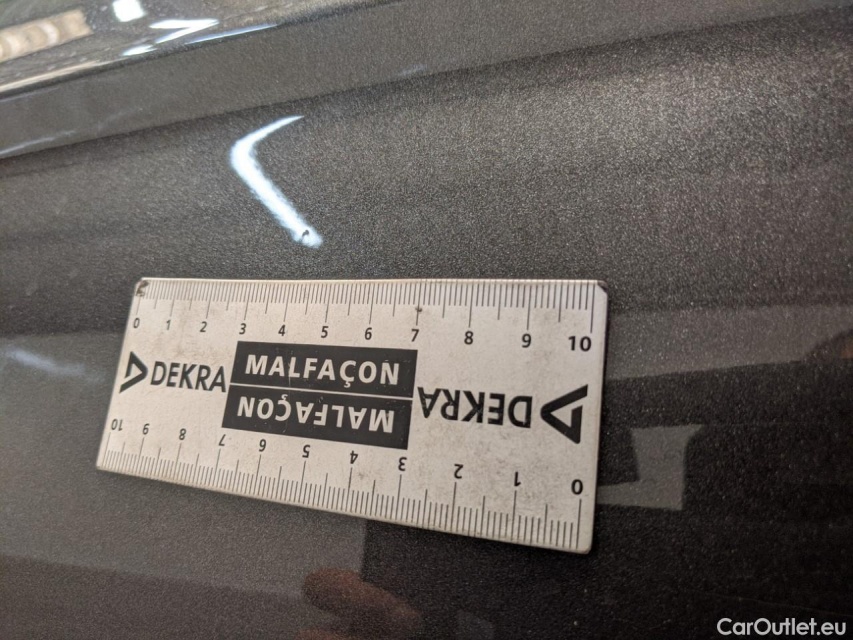 0 1 2 3 4 5 6 7 8 9 10
DEKRA MALFAÇON DEKRA
MALFAÇON
10 9 8 7 6 5 4 3 2 1 0
CarOutlet.eu